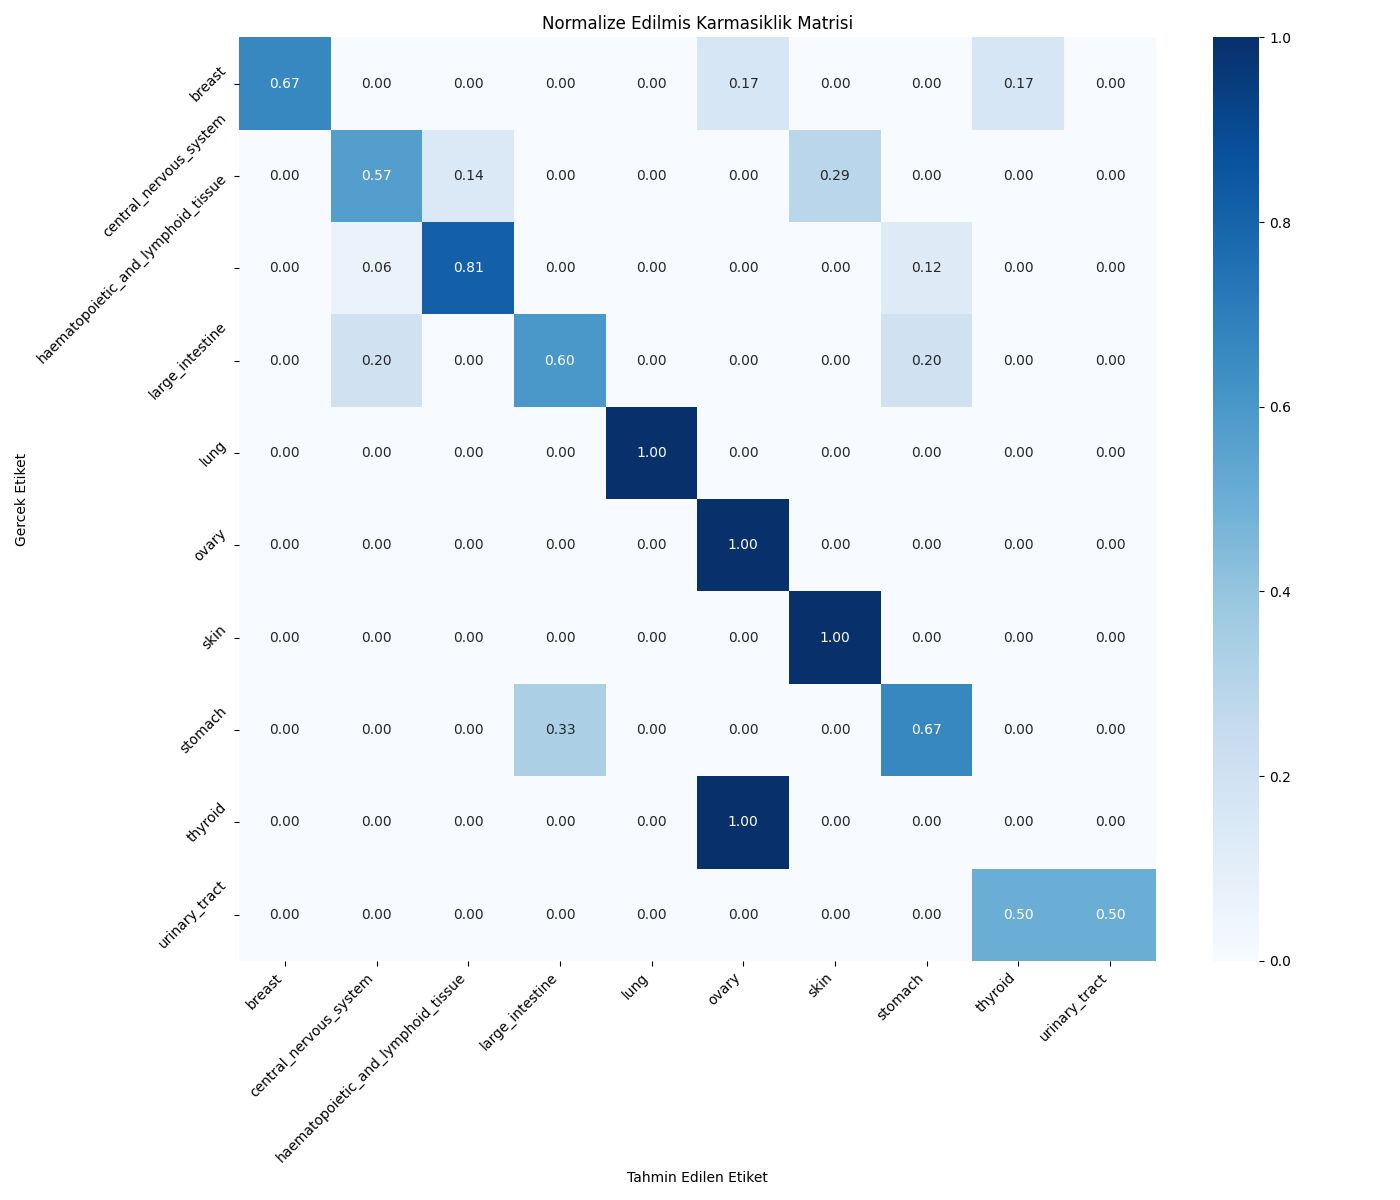 Normalize Edilmis Karmasiklik Matrisi
breast 0.67 0.00 0.00 0.00 0.00 0.17 0.00 0.00 0.17 0.00
central_nervous_system 0.00 0.57 0.14 0.00 0.00 0.00 0.29 0.00 0.00 0.00
haematopoietic_and_lymphoid_tissue 0.00 0.06 0.81 0.00 0.00 0.00 0.00 0.12 0.00 0.00
large_intestine 0.00 0.20 0.00 0.60 0.00 0.00 0.00 0.20 0.00 0.00
lung 0.00 0.00 0.00 0.00 1.00 0.00 0.00 0.00 0.00 0.00
ovary 0.00 0.00 0.00 0.00 0.00 1.00 0.00 0.00 0.00 0.00
skin 0.00 0.00 0.00 0.00 0.00 0.00 1.00 0.00 0.00 0.00
stomach 0.00 0.00 0.00 0.33 0.00 0.00 0.00 0.67 0.00 0.00
thyroid 0.00 0.00 0.00 0.00 0.00 1.00 0.00 0.00 0.00 0.00
urinary_tract 0.00 0.00 0.00 0.00 0.00 0.00 0.00 0.00 0.50 0.50
breast central_nervous_system haematopoietic_and_lymphoid_tissue large_intestine lung ovary skin stomach thyroid urinary_tract
Gercek Etiket
Tahmin Edilen Etiket
1.0
0.8
0.6
0.4
0.2
0.0